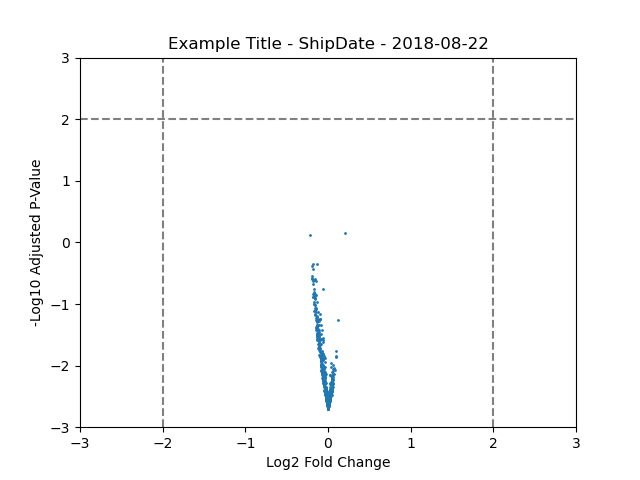 Example Title - ShipDate - 2018-08-22
3
2
1
0
−1
−2
−3
-Log10 Adjusted P-Value
−3 −2 −1 0 1 2 3
Log2 Fold Change